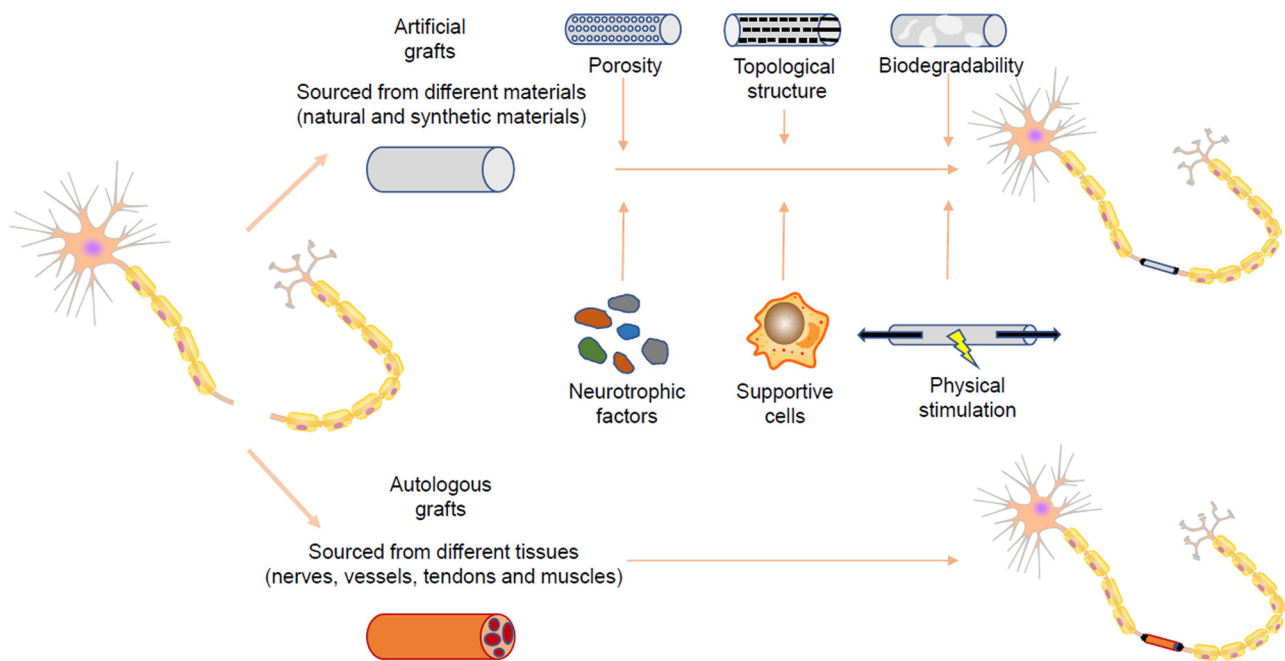 Artificial
grafts
Sourced from different materials
(natural and synthetic materials)
Porosity
Topological
structure
Biodegradability
Neurotrophic
factors
Supportive
cells
Physical
stimulation
Autologous
grafts
Sourced from different tissues
(nerves, vessels, tendons and muscles)